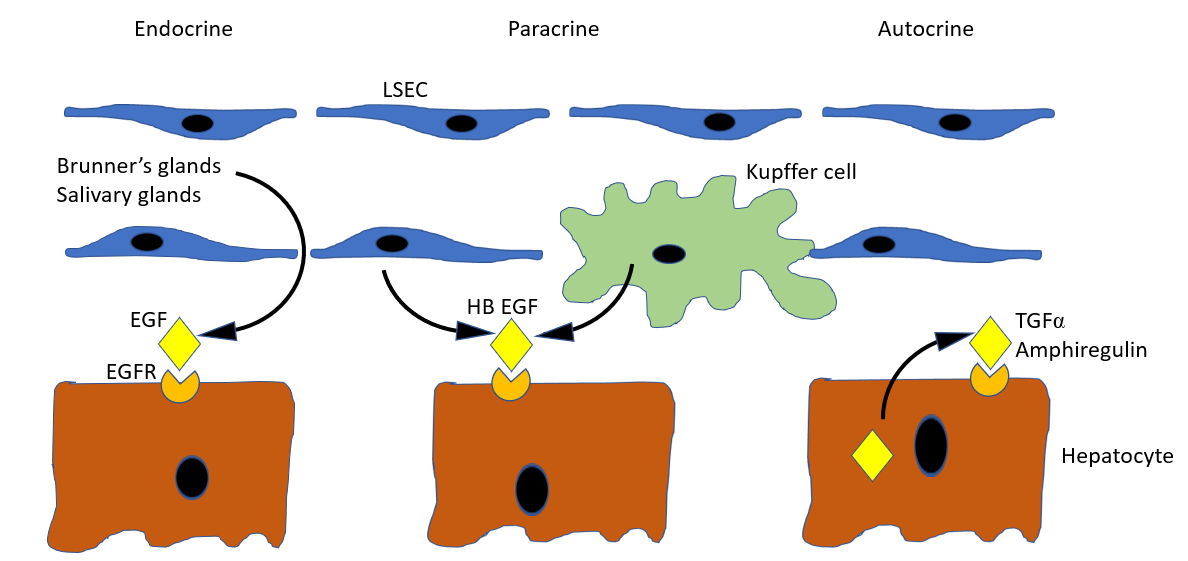 Endocrine
Paracrine
Autocrine
LSEC
Brunner’s glands
Salivary glands
Kupffer cell
EGF
HB EGF
TGFα
Amphiregulin
EGFR
Hepatocyte